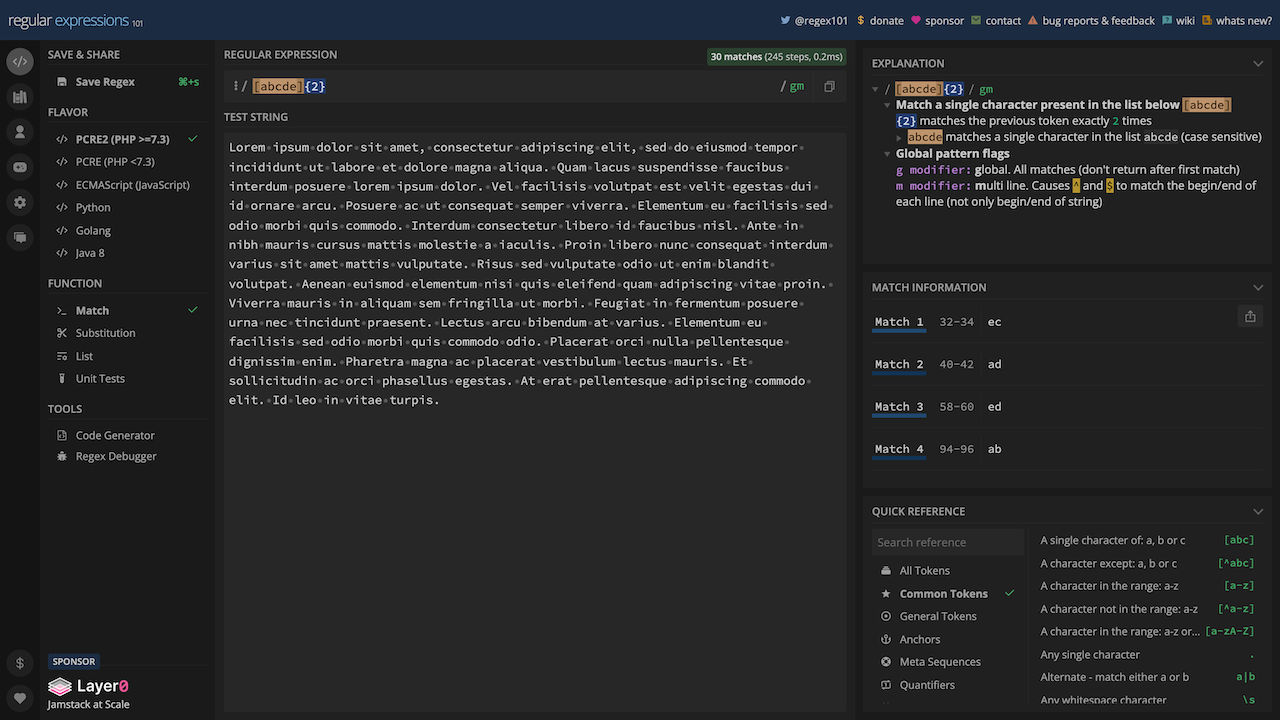 regular expressions 101
@regex101
$ donate
sponsor
contact
bug reports & feedback
wiki
whats new?
SAVE & SHARE
Save Regex ⌘+s
FLAVOR
</> PCRE2 (PHP >=7.3)
</> PCRE (PHP <7.3)
</> ECMAScript (JavaScript)
</> Python
</> Golang
</> Java 8
FUNCTION
Match
Substitution
List
Unit Tests
TOOLS
Code Generator
Regex Debugger
SPONSOR
Layer0
Jamstack at Scale
REGULAR EXPRESSION
30 matches (245 steps, 0.2ms)
/ [abcde]{2} / gm
TEST STRING
Lorem ipsum dolor sit amet, consectetur adipiscing elit, sed do eiusmod tempor
incididunt ut labore et dolore magna aliqua. Quam lacus suspendisse faucibus
interdum posuere lorem ipsum dolor. Vel facilisis volutpat est velit egestas dui
id ornare arcu. Posuere ac ut consequat semper viverra. Elementum eu facilisis sed
odio morbi quis commodo. Interdum consectetur libero id faucibus nisl. Ante in
nibh mauris cursus mattis molestie a iaculis. Proin libero nunc consequat interdum
varius sit amet mattis vulputate. Risus sed vulputate odio ut enim blandit
volutpat. Aenean euismod elementum nisi quis eleifend quam adipiscing vitae proin.
Viverra mauris in aliquam sem fringilla ut morbi. Feugiat in fermentum posuere
urna nec tincidunt praesent. Lectus arcu bibendum at varius. Elementum eu
facilisis sed odio morbi quis commodo odio. Placerat orci nulla pellentesque
dignissim enim. Pharetra magna ac placerat vestibulum lectus mauris. Et
sollicitudin ac orci phasellus egestas. At erat pellentesque adipiscing commodo
elit. Id leo in vitae turpis.
EXPLANATION
/ [abcde]{2} / gm
Match a single character present in the list below [abcde]
{2} matches the previous token exactly 2 times
abcde matches a single character in the list abcde (case sensitive)
Global pattern flags
g modifier: global. All matches (don't return after first match)
m modifier: multi line. Causes ^ and $ to match the begin/end of
each line (not only begin/end of string)
MATCH INFORMATION
Match 1 32-34 ec
Match 2 40-42 ad
Match 3 58-60 ed
Match 4 94-96 ab
QUICK REFERENCE
Search reference
All Tokens
Common Tokens
General Tokens
Anchors
Meta Sequences
Quantifiers
A single character of: a, b or c [abc]
A character except: a, b or c [^abc]
A character in the range: a-z [a-z]
A character not in the range: a-z [^a-z]
A character in the range: a-z or... [a-zA-Z]
Any single character .
Alternate - match either a or b a|b
Any whitespace character \s